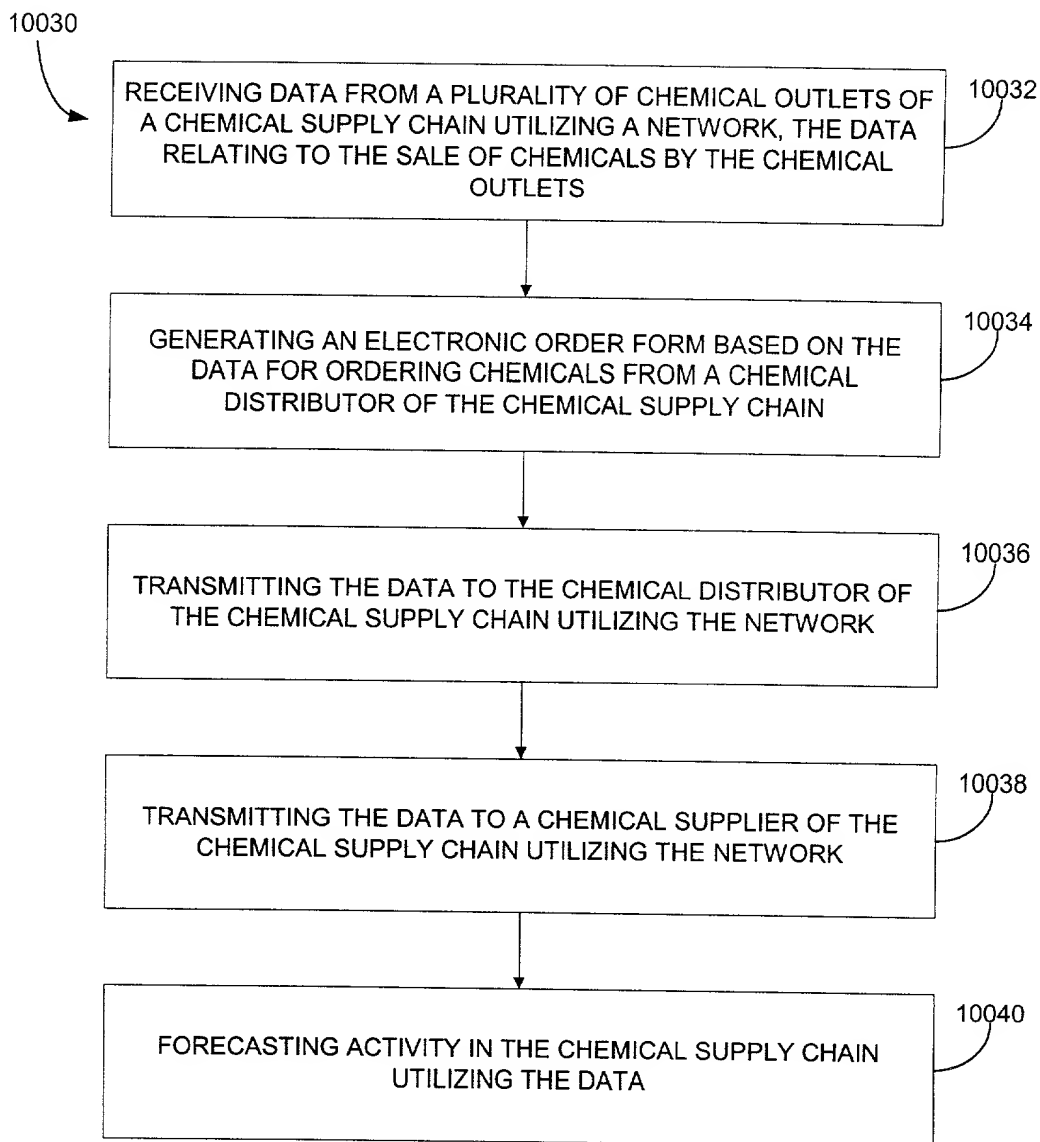 10030
RECEIVING DATA FROM A PLURALITY OF CHEMICAL OUTLETS OF
A CHEMICAL SUPPLY CHAIN UTILIZING A NETWORK, THE DATA
RELATING TO THE SALE OF CHEMICALS BY THE CHEMICAL
OUTLETS
10032
GENERATING AN ELECTRONIC ORDER FORM BASED ON THE
DATA FOR ORDERING CHEMICALS FROM A CHEMICAL
DISTRIBUTOR OF THE CHEMICAL SUPPLY CHAIN
10034
TRANSMITTING THE DATA TO THE CHEMICAL DISTRIBUTOR OF
THE CHEMICAL SUPPLY CHAIN UTILIZING THE NETWORK
10036
TRANSMITTING THE DATA TO A CHEMICAL SUPPLIER OF THE
CHEMICAL SUPPLY CHAIN UTILIZING THE NETWORK
10038
FORECASTING ACTIVITY IN THE CHEMICAL SUPPLY CHAIN
UTILIZING THE DATA
10040